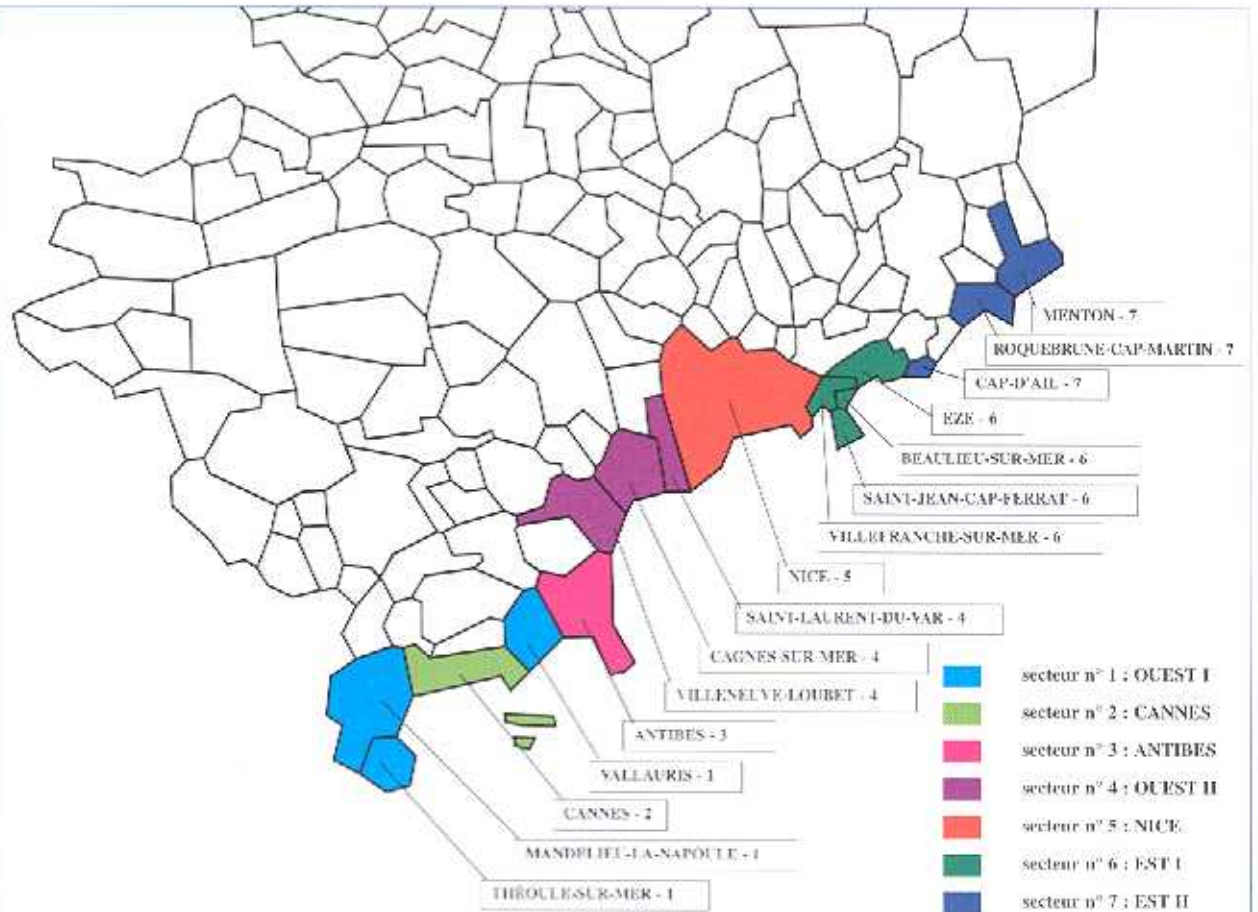 MENTON - 7
ROQUEBRUNE-CAP-MARTIN - 7
CAP-D'AIL - 7
EZE - 6
BEAULIEU-SUR-MER - 6
SAINT-JEAN-CAP-FERRAT - 6
VILLEFRANCHE-SUR-MER - 6
NICE - 5
SAINT-LAURENT-DU-VAR - 4
CAGNES-SUR-MER - 4
VILLENEUVE-LOUBET - 4
ANTIBES - 3
VALLAURIS - 1
CANNES - 2
MANDELIEU-LA-NAPOULE - 1
THÉOULE-SUR-MER - 1
secteur n° 1 : OUEST I
secteur n° 2 : CANNES
secteur n° 3 : ANTIBES
secteur n° 4 : OUEST II
secteur n° 5 : NICE
secteur n° 6 : EST I
secteur n° 7 : EST II